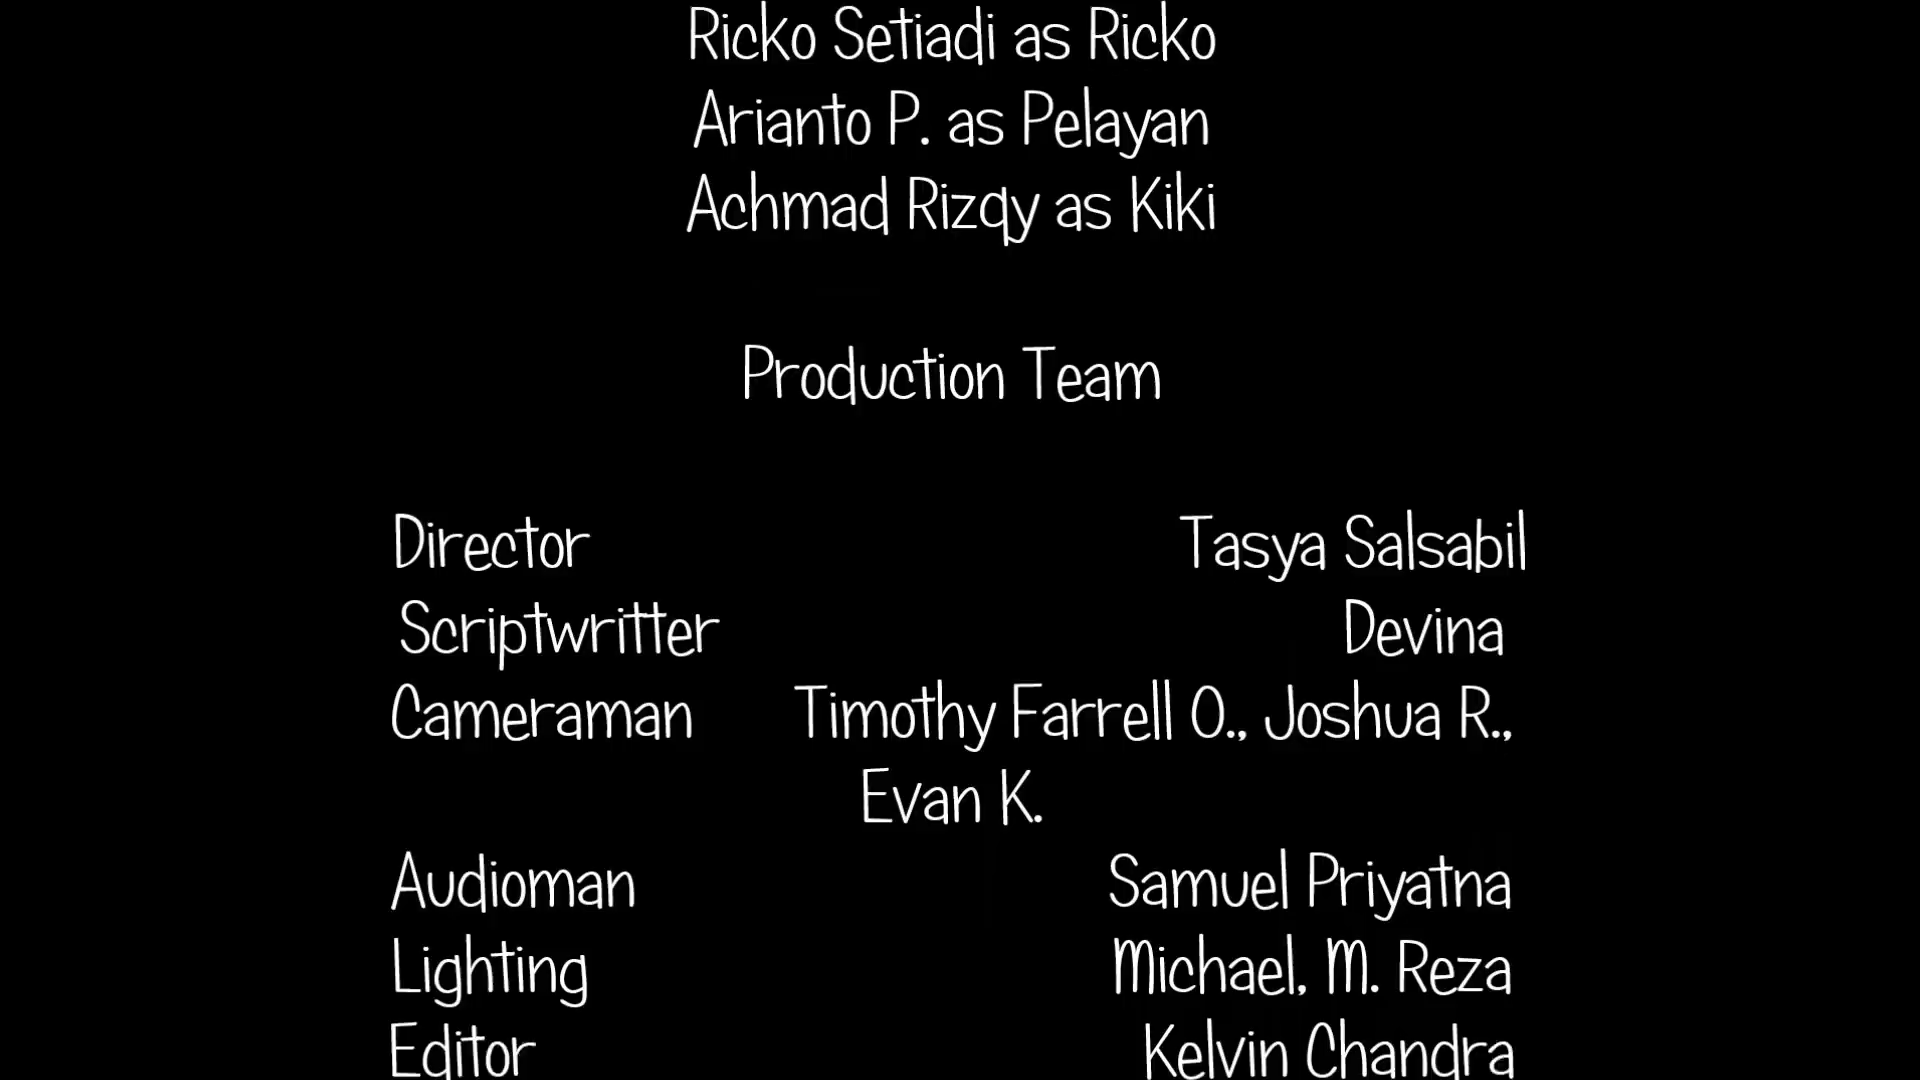 Ricko Setiadi as Ricko
Arianto P. as Pelayan
Achmad Rizqy as Kiki
Production Team
Director Tasya Salsabil
Scriptwritter Devina
Cameraman Timothy Farrell O., Joshua R.,
Evan K.
Audioman Samuel Priyatna
Lighting Michael, M. Reza
Editor Kelvin Chandra